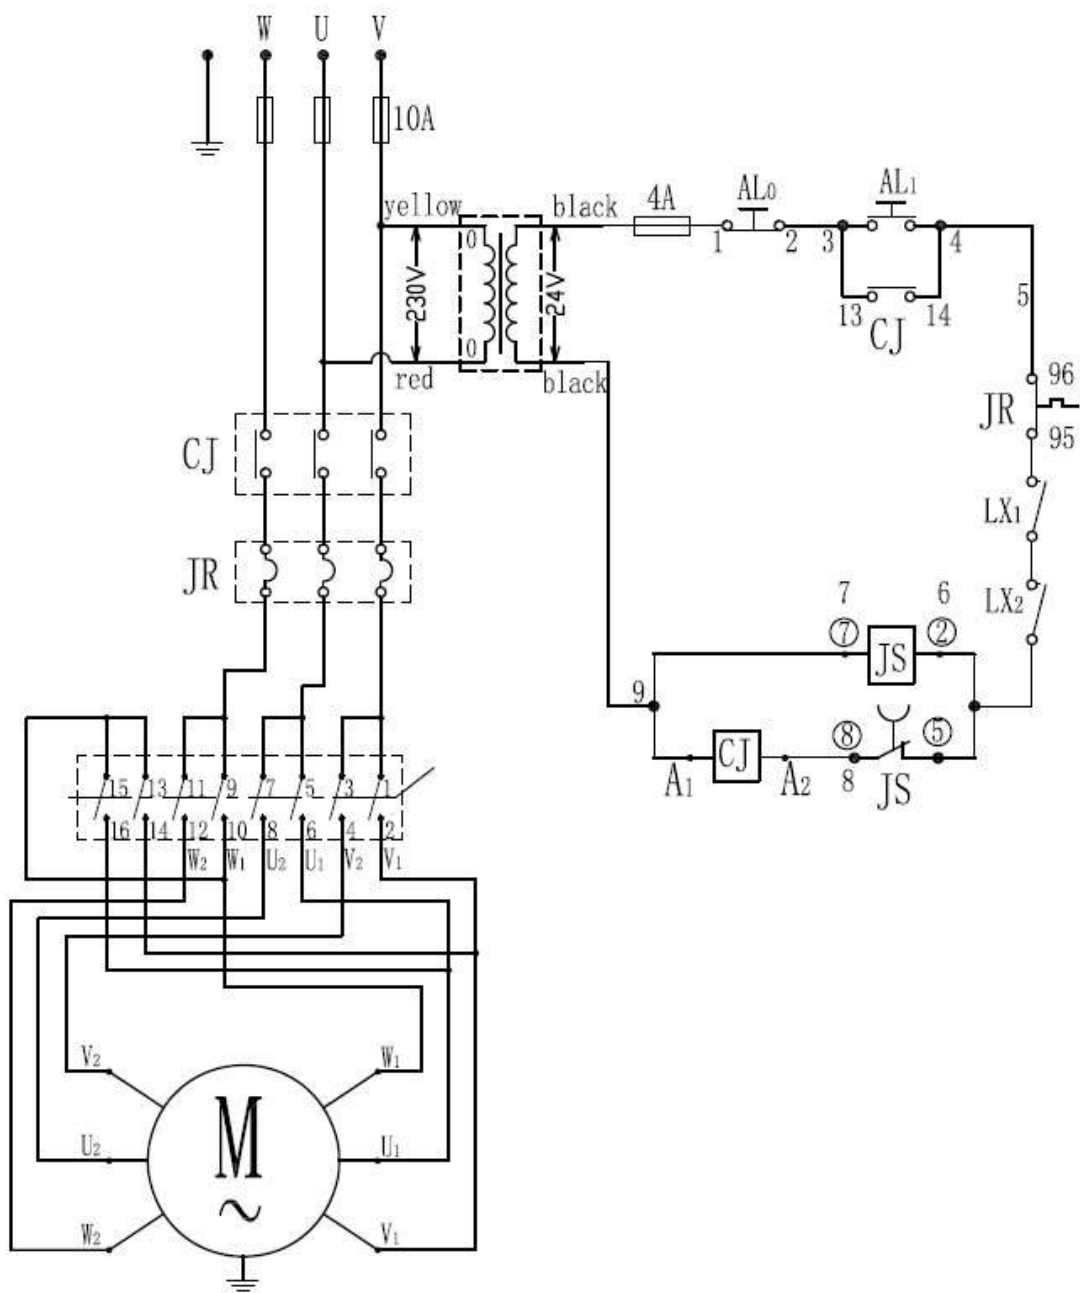 W U V
10A
yellow black 4A AL0 AL1
0 1 2 3 4
230V 24V
13 14 5
CJ
0
red black
96
JR
95
CJ
LX1
JR
7 6 LX2
⑦ JS ②
9
⑧ ⑤
A1 CJ A2 8 JS
15 13 11 9 7 5 3 1
16 14 12 10 8 6 4 2
W2 W1 U2 U1 V2 V1
V2 W1
M
U2 U1
~
W2 V1